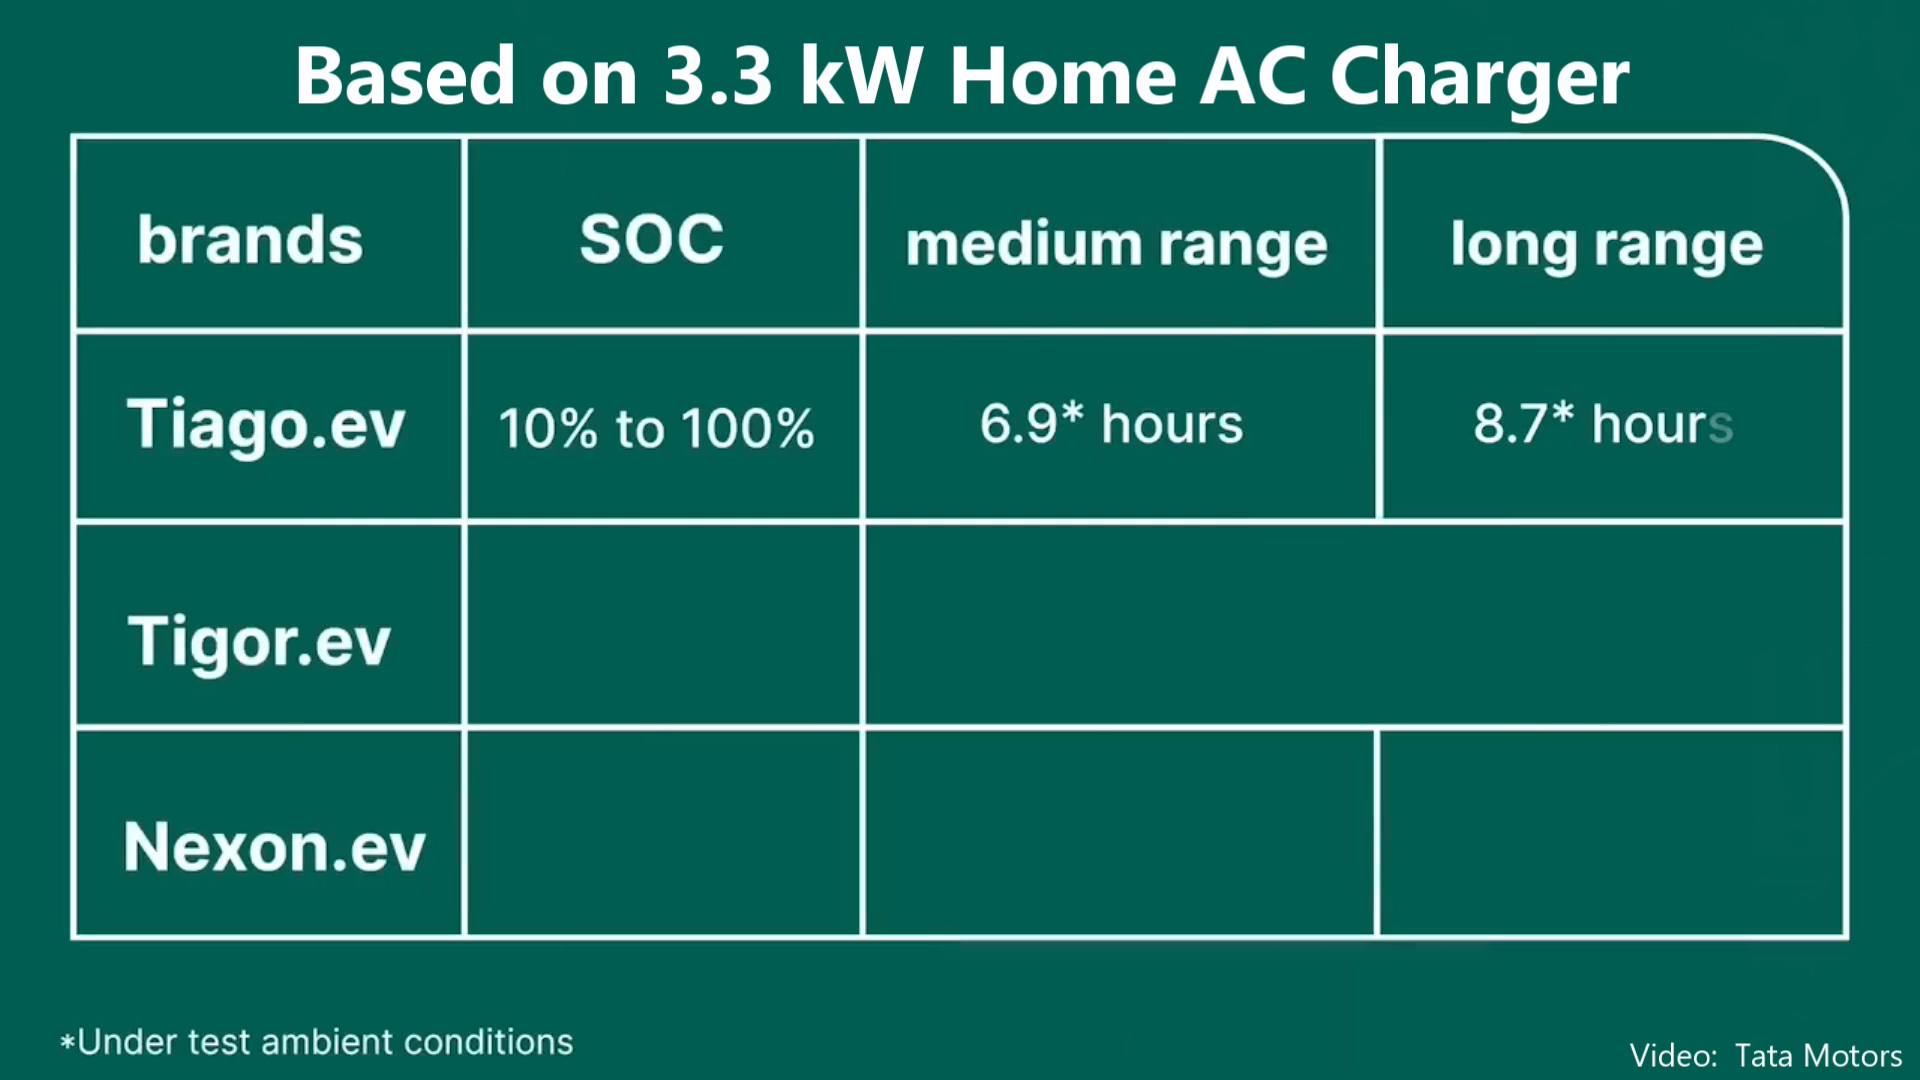 Based on 3.3 kW Home AC Charger
brands SOC medium range long range
Tiago.ev 10% to 100% 6.9* hours 8.7* hours
Tigor.ev
Nexon.ev
*Under test ambient conditions
Video: Tata Motors